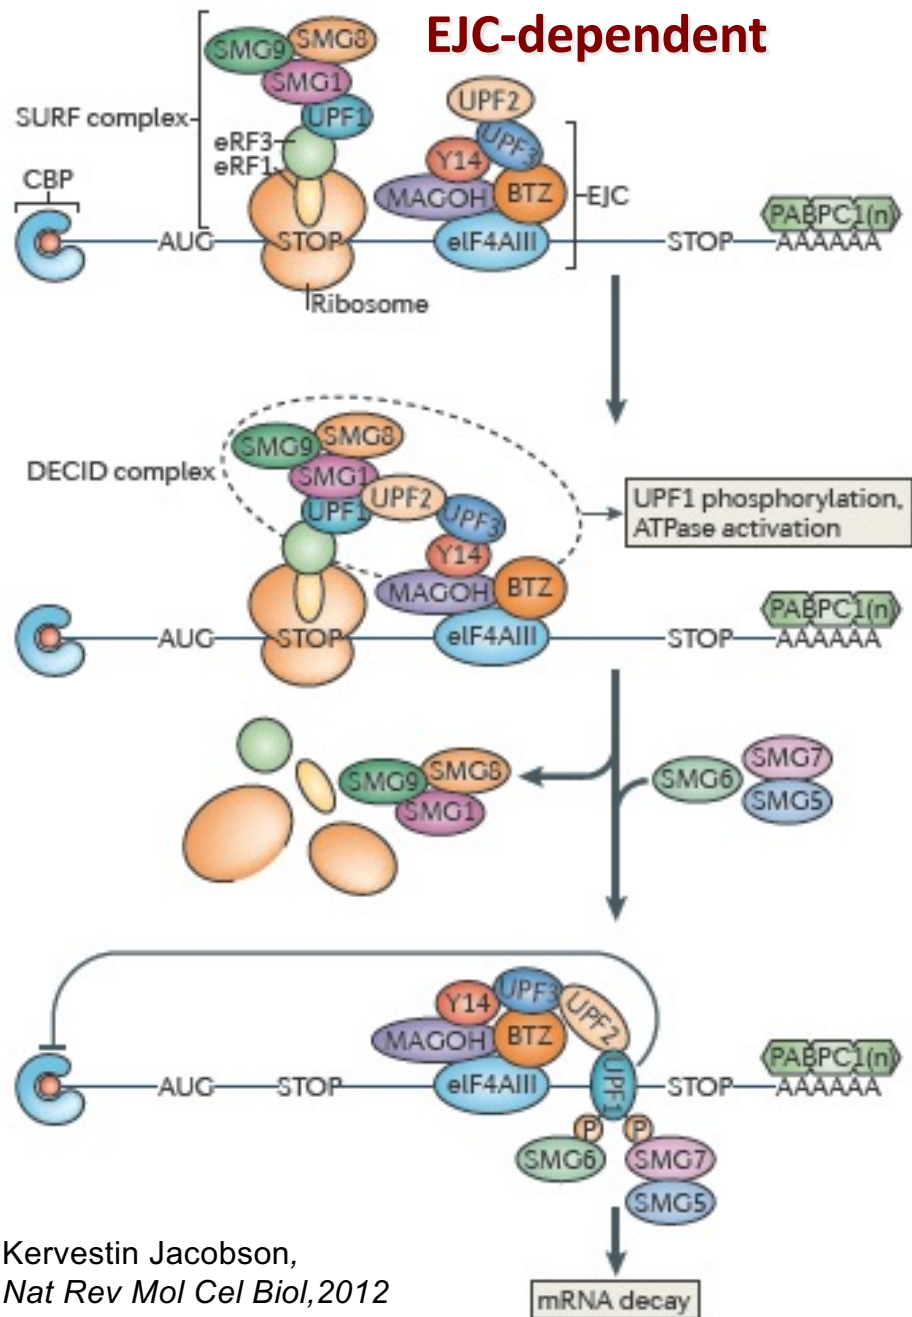 EJC-dependent
SMG9
SMG8
SMG1
UPF1
SURF complex
eRF3
eRF1
UPF2
UPF3
Y14
MAGOH
BTZ
EJC
CBP
AUG
STOP
eIF4AIII
STOP
PABPC1(n)
AAAAAA
Ribosome
SMG9
SMG8
DECID complex
SMG1
UPF2
UPF1
UPF3
Y14
MAGOH
BTZ
UPF1 phosphorylation,
ATPase activation
AUG
STOP
eIF4AIII
STOP
PABPC1(n)
AAAAAA
SMG9
SMG8
SMG1
SMG6
SMG7
SMG5
Y14
UPF3
UPF2
MAGOH
BTZ
UPF1
AUG
STOP
eIF4AIII
STOP
PABPC1(n)
AAAAAA
P
P
SMG6
SMG7
SMG5
mRNA decay
Kervestin Jacobson,
Nat Rev Mol Cel Biol,2012